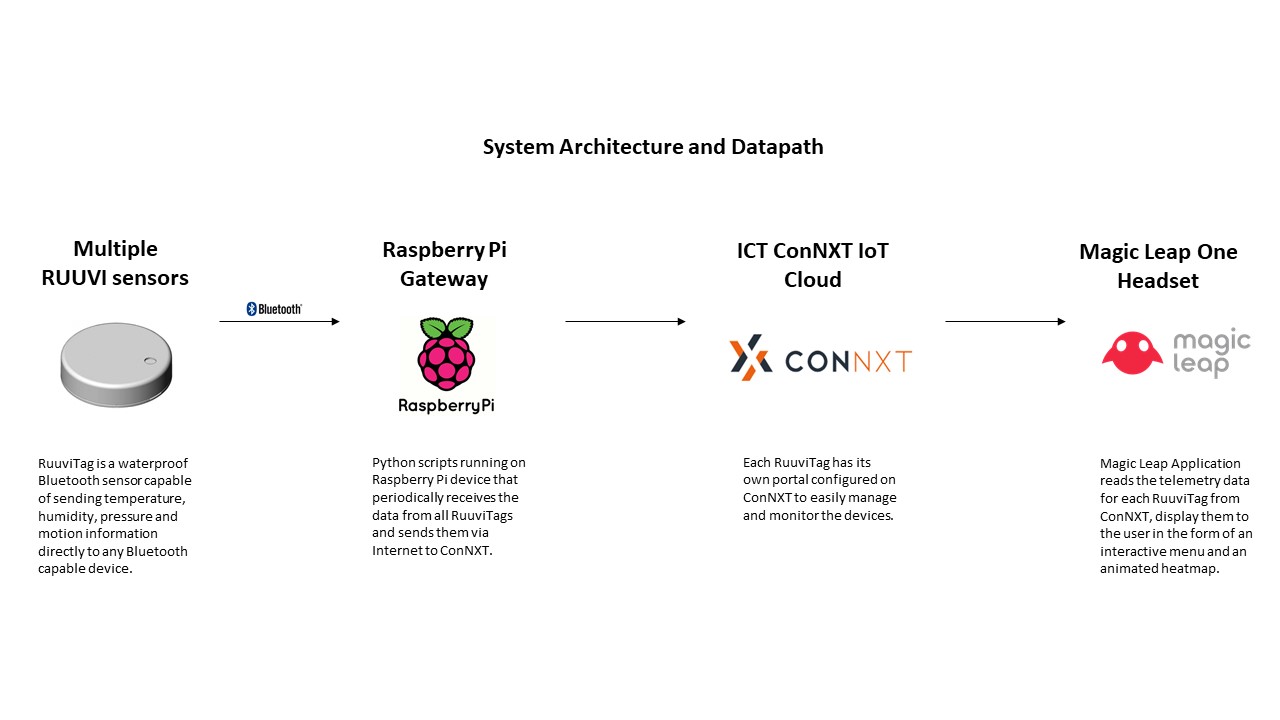 System Architecture and Datapath
Multiple
RUUVI sensors
Raspberry Pi
Gateway
ICT ConNXT IoT
Cloud
Magic Leap One
Headset
Bluetooth
RaspberryPi
CONNXT
magic
leap
RuuviTag is a waterproof
Bluetooth sensor capable
of sending temperature,
humidity, pressure and
motion information
directly to any Bluetooth
capable device.
Python scripts running on
Raspberry Pi device that
periodically receives the
data from all RuuviTags
and sends them via
Internet to ConNXT.
Each RuuviTag has its
own portal configured on
ConNXT to easily manage
and monitor the devices.
Magic Leap Application
reads the telemetry data
for each RuuviTag from
ConNXT, display them to
the user in the form of an
interactive menu and an
animated heatmap.